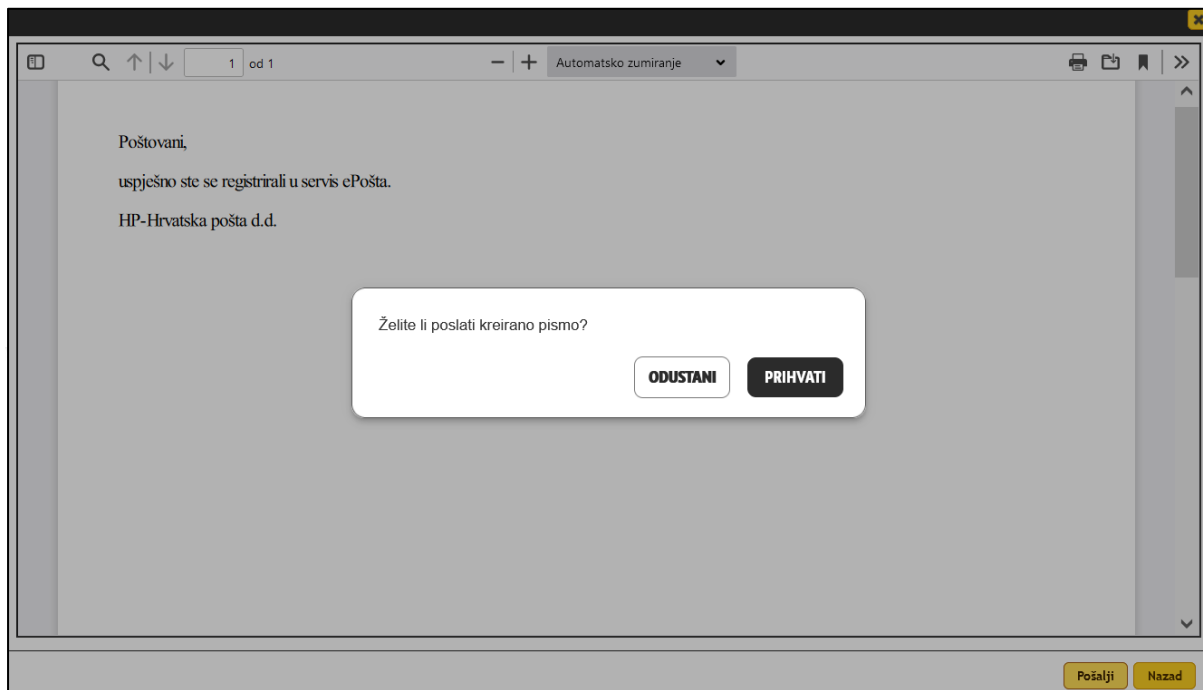 1 od 1 Automatsko zumiranje
Poštovani,
uspješno ste se registrirali u servis ePošta.
HP-Hrvatska pošta d.d.
Želite li poslati kreirano pismo?
ODUSTANI PRIHVATI
Pošalji Nazad